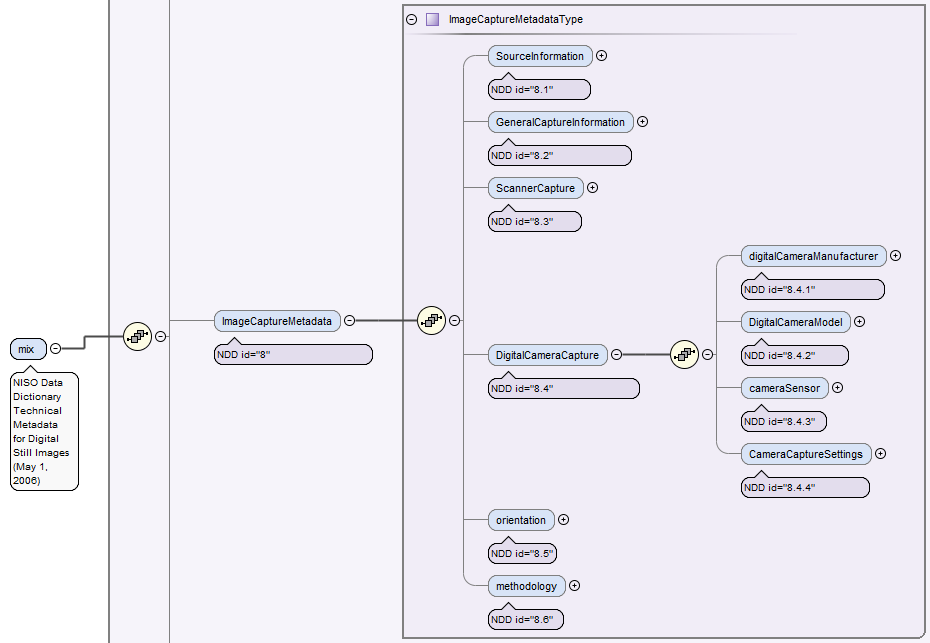 ImageCaptureMetadataType
SourceInformation
NDD id="8.1"
GeneralCaptureInformation
NDD id="8.2"
ScannerCapture
NDD id="8.3"
mix
NISO Data
Dictionary
Technical
Metadata
for Digital
Still Images
(May 1,
2006)
ImageCaptureMetadata
NDD id="8"
DigitalCameraCapture
NDD id="8.4"
digitalCameraManufacturer
NDD id="8.4.1"
DigitalCameraModel
NDD id="8.4.2"
cameraSensor
NDD id="8.4.3"
CameraCaptureSettings
NDD id="8.4.4"
orientation
NDD id="8.5"
methodology
NDD id="8.6"